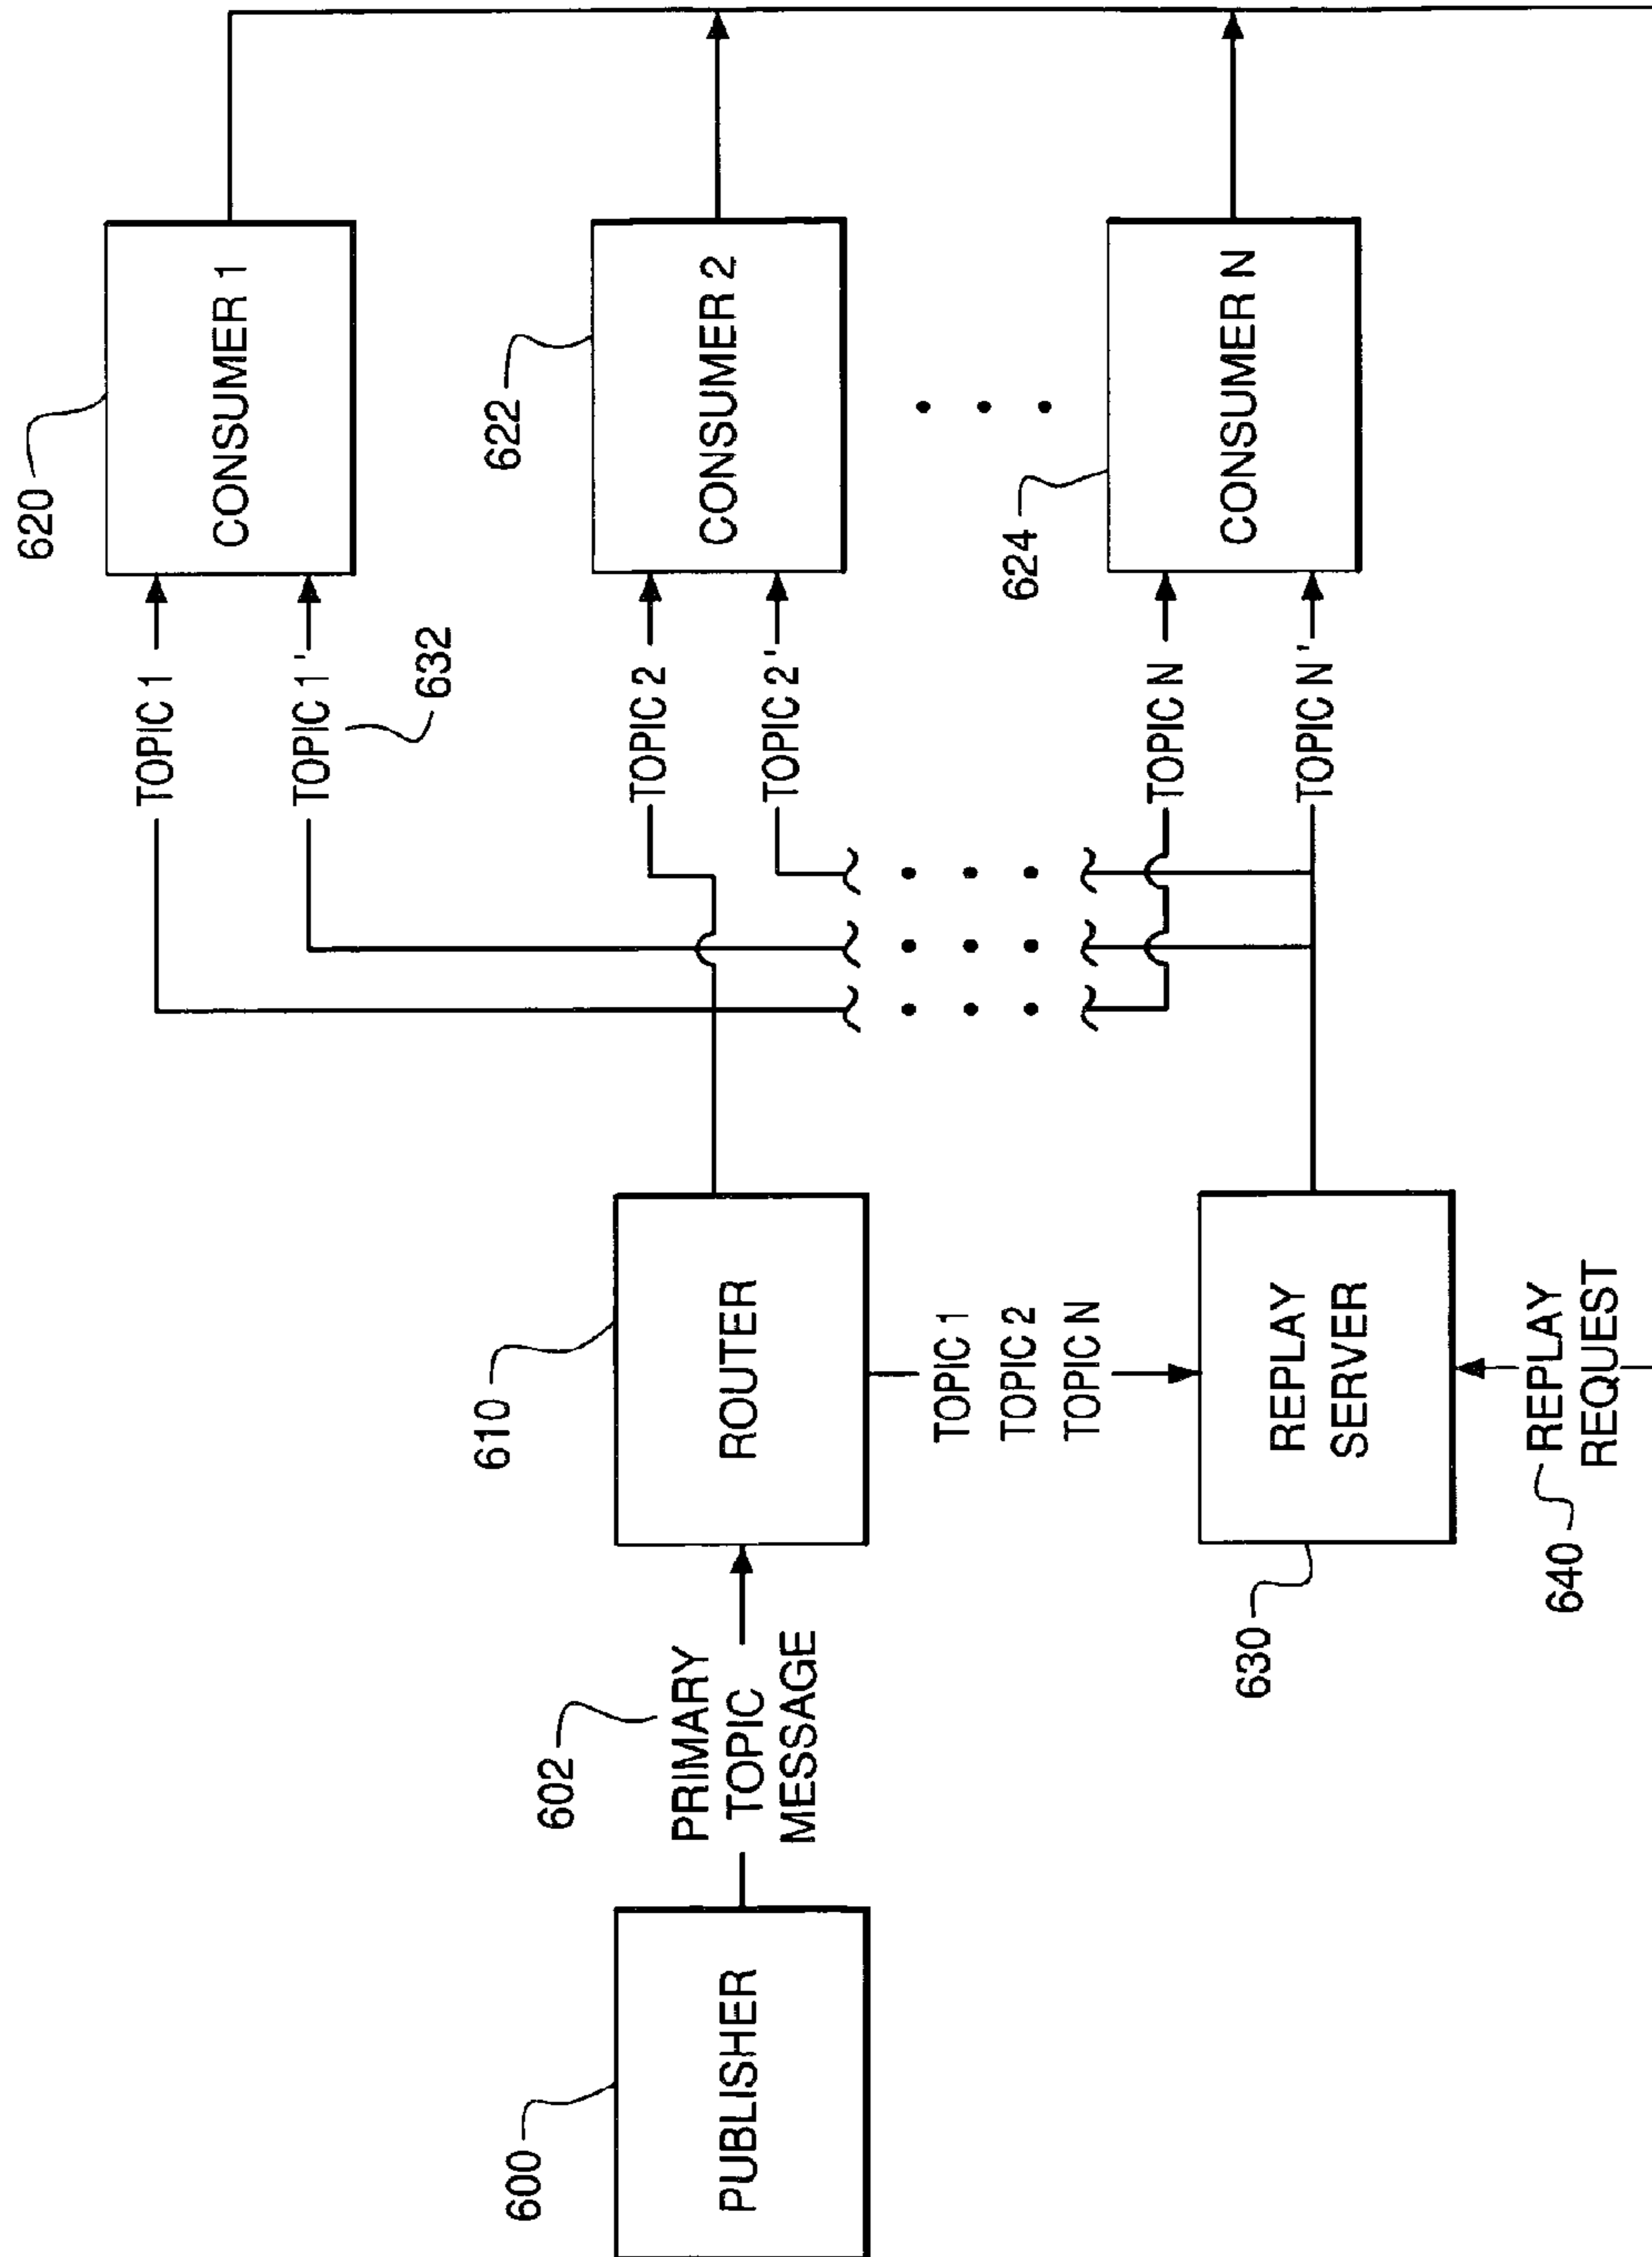 600
PUBLISHER
602
PRIMARY
TOPIC
MESSAGE
610
ROUTER
TOPIC 1
TOPIC 2
TOPIC N
630
REPLAY
SERVER
640
REPLAY
REQUEST
TOPIC 1
TOPIC 1 '
632
TOPIC 2
TOPIC 2 '
TOPIC N
TOPIC N '
620
CONSUMER 1
622
CONSUMER 2
624
CONSUMER N